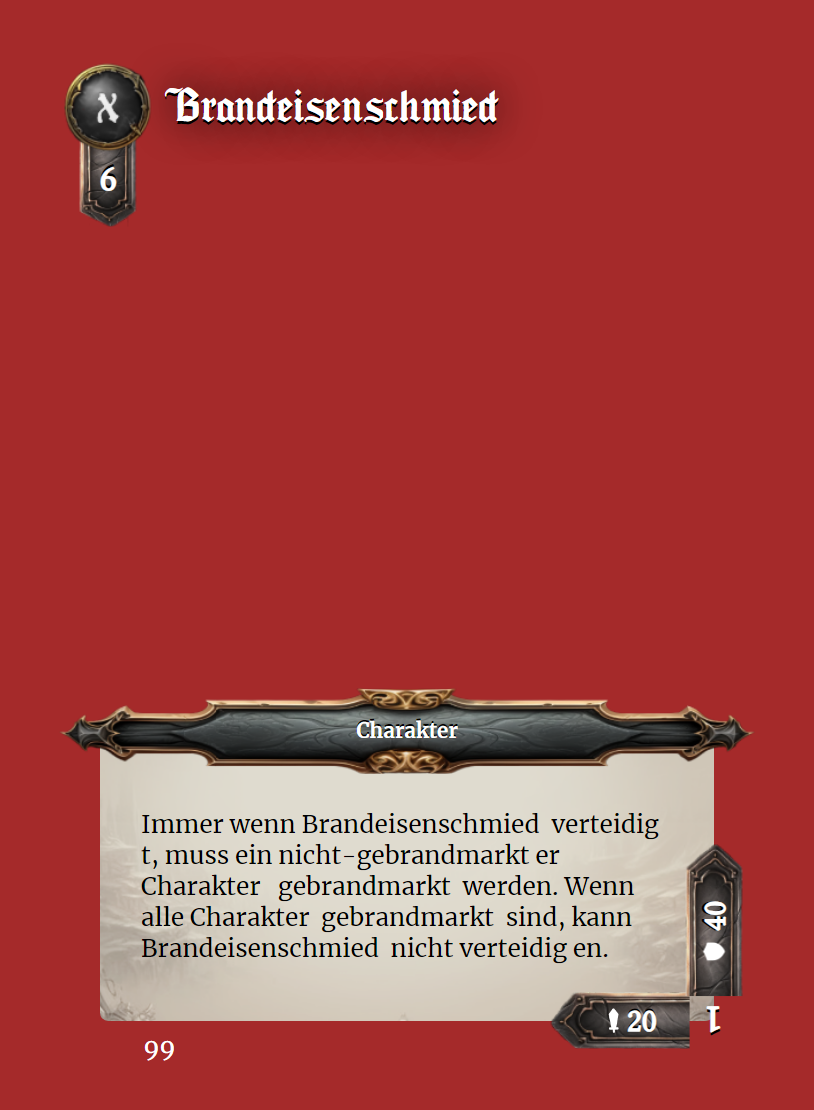 x
Brandeisenschmied
6
Charakter
Immer wenn Brandeisenschmied verteidig
t, muss ein nicht-gebrandmarkt er
Charakter gebrandmarkt werden. Wenn
alle Charakter gebrandmarkt sind, kann
Brandeisenschmied nicht verteidig en.
40
20
1
99